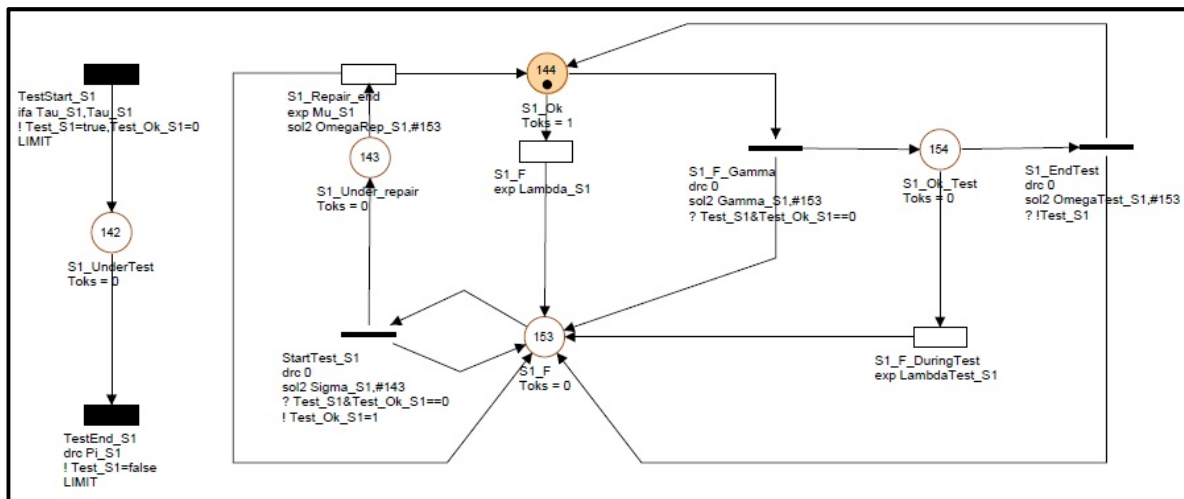 TestStart_S1
ifa Tau_S1,Tau_S1
! Test_S1=true,Test_Ok_S1=0
LIMIT
142
S1_UnderTest
Toks = 0
TestEnd_S1
drc Pi_S1
! Test_S1=false
LIMIT
S1_Repair_end
exp Mu_S1
sol2 OmegaRep_S1,#153
143
S1_Under_repair
Toks = 0
StartTest_S1
drc 0
sol2 Sigma_S1,#143
? Test_S1&Test_Ok_S1==0
! Test_Ok_S1=1
144
S1_Ok
Toks = 1
S1_F
exp Lambda_S1
153
S1_F
Toks = 0
S1_F_Gamma
drc 0
sol2 Gamma_S1,#153
? Test_S1&Test_Ok_S1==0
154
S1_Ok_Test
Toks = 0
S1_F_DuringTest
exp LambdaTest_S1
S1_EndTest
drc 0
sol2 OmegaTest_S1,#153
? !Test_S1